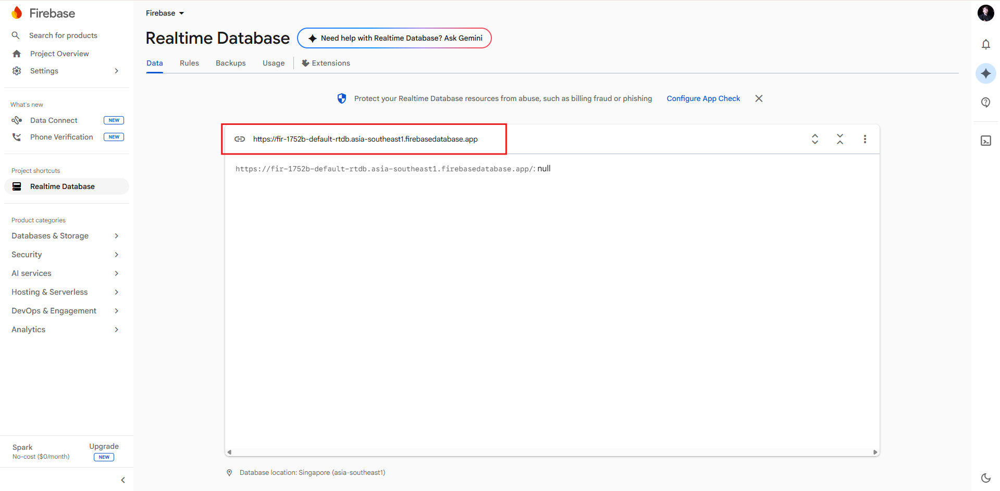 Firebase
Search for products
Project Overview
Settings
What's new
Data Connect NEW
Phone Verification NEW
Project shortcuts
Realtime Database
Product categories
Databases & Storage
Security
AI services
Hosting & Serverless
DevOps & Engagement
Analytics
Spark
No-cost ($0/month)
Upgrade
NEW
Firebase
Realtime Database
Need help with Realtime Database? Ask Gemini
Data Rules Backups Usage Extensions
Protect your Realtime Database resources from abuse, such as billing fraud or phishing Configure App Check
https://fir-1752b-default-rtdb.asia-southeast1.firebasedatabase.app
https://fir-1752b-default-rtdb.asia-southeast1.firebasedatabase.app/: null
Database location: Singapore (asia-southeast1)